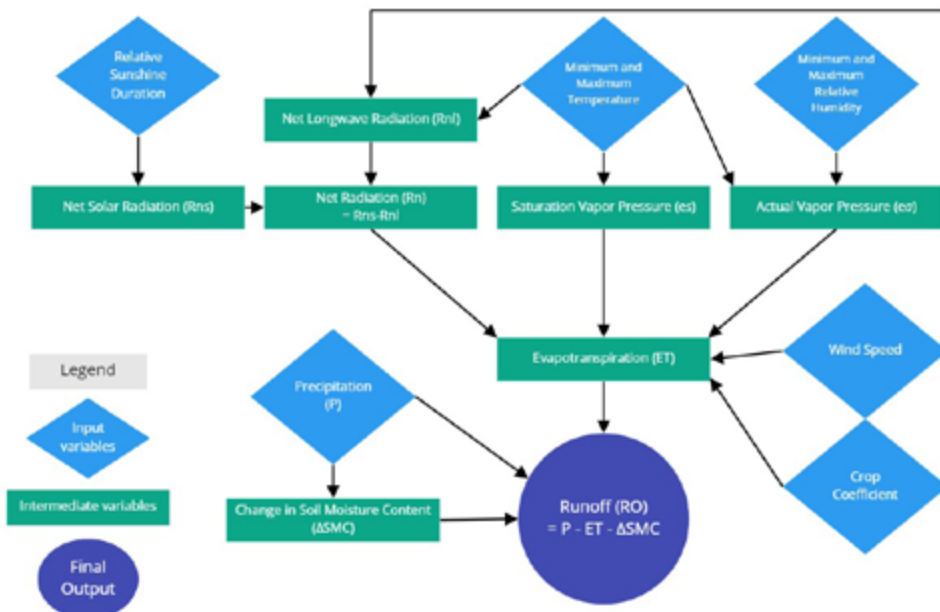 Relative
Sunshine
Duration
Minimum and
Maximum
Temperature
Minimum and
Maximum
Relative
Humidity
Net Longwave Radiation (Rnl)
Net Solar Radiation (Rns)
Net Radiation (Rn)
= Rns-Rnl
Saturation Vapor Pressure (es)
Actual Vapor Pressure (ea)
Evapotranspiration (ET)
Wind Speed
Legend
Precipitation
(P)
Input
variables
Crop
Coefficient
Intermediate variables
Change in Soil Moisture Content
(ΔSMC)
Runoff (RO)
= P - ET - ΔSMC
Final
Output